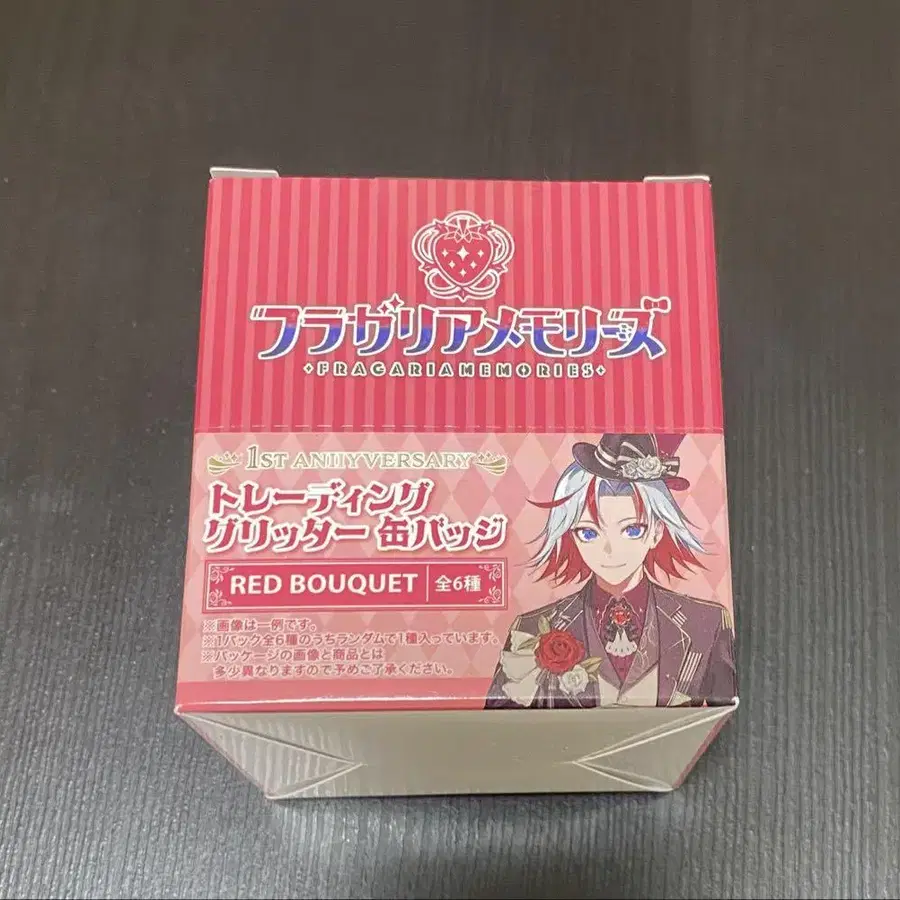 フラガリアメモリーズ
FRAGARIAMEMORIES
1ST ANIIYVERSARY
トレーディング
グリッター 缶バッジ
RED BOUQUET 全6種
※画像は一例です。
※1パック全6種のうちランダムで1種入っています。
※パッケージの画像と商品とは
多少異なりますので予めご了承ください。